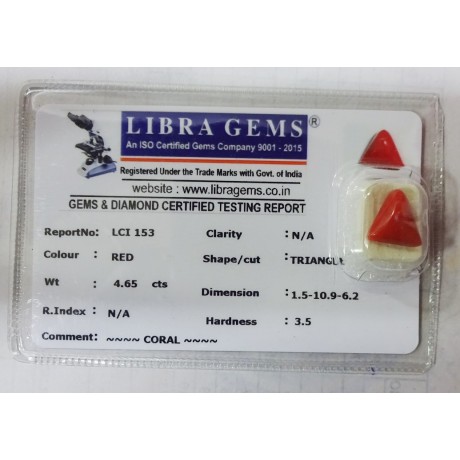 LIBRA GEMS ®
An ISO Certified Gems Company 9001 - 2015
Registered Under the Trade Marks with Govt. of India
website : www.libragems.co.in
GEMS & DIAMOND CERTIFIED TESTING REPORT
ReportNo: LCI 153 Clarity : N/A
Colour : RED Shape/cut : TRIANGLE
Wt : 4.65 cts Dimension : 1.5-10.9-6.2
R.Index : N/A Hardness : 3.5
Comment: ~~~~ CORAL ~~~~